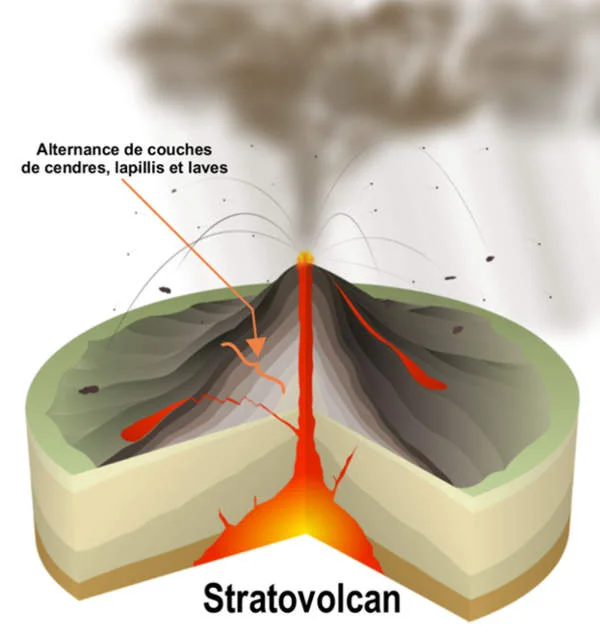 Alternance de couches
de cendres, lapillis et laves
Stratovolcan